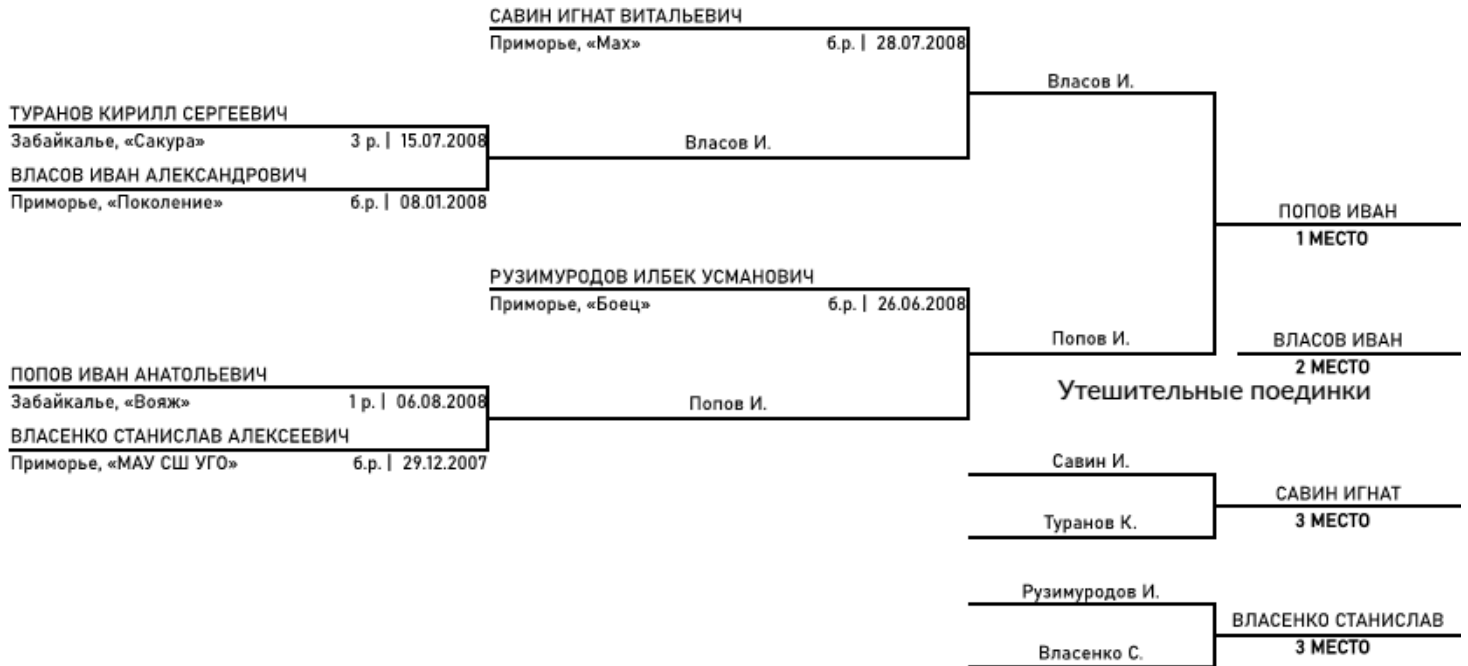 САВИН ИГНАТ ВИТАЛЬЕВИЧ
Приморье, «Мах» б.р. | 28.07.2008
Власов И.
ТУРАНОВ КИРИЛЛ СЕРГЕЕВИЧ
Забайкалье, «Сакура» 3 р. | 15.07.2008
Власов И.
ВЛАСОВ ИВАН АЛЕКСАНДРОВИЧ
Приморье, «Поколение» б.р. | 08.01.2008
ПОПОВ ИВАН
1 МЕСТО
РУЗИМУРОДОВ ИЛБЕК УСМАНОВИЧ
Приморье, «Боец» б.р. | 26.06.2008
Попов И.
ВЛАСОВ ИВАН
2 МЕСТО
ПОПОВ ИВАН АНАТОЛЬЕВИЧ
Забайкалье, «Вояж» 1 р. | 06.08.2008
Утешительные поединки
Попов И.
ВЛАСЕНКО СТАНИСЛАВ АЛЕКСЕЕВИЧ
Приморье, «МАУ СШ УГО» б.р. | 29.12.2007
Савин И.
САВИН ИГНАТ
3 МЕСТО
Туранов К.
Рузимуродов И.
ВЛАСЕНКО СТАНИСЛАВ
3 МЕСТО
Власенко С.